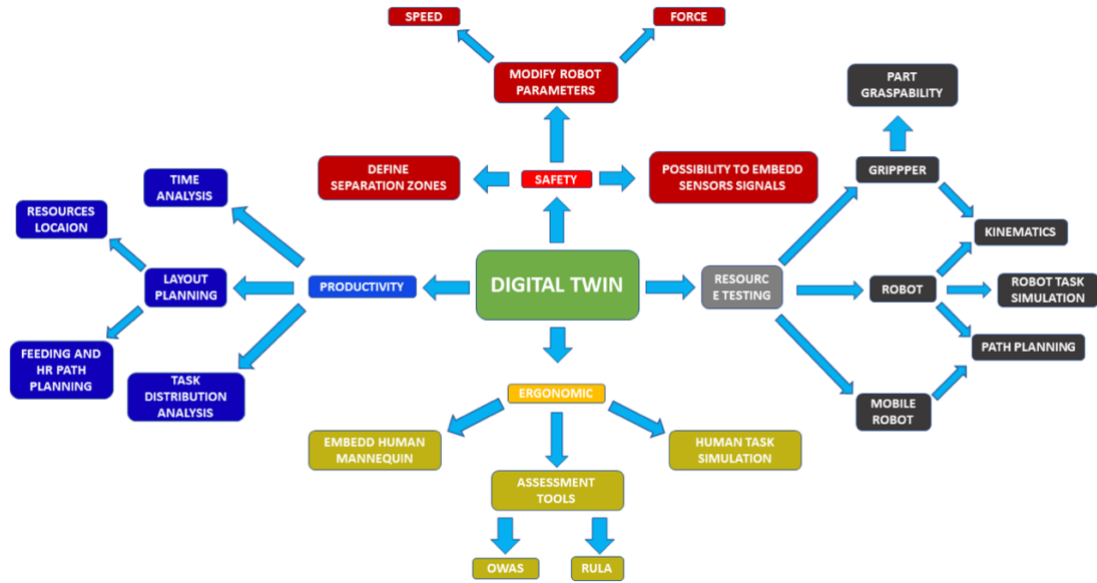 SPEED
FORCE
MODIFY ROBOT
PARAMETERS
PART
GRASPABILITY
DEFINE
SEPARATION ZONES
SAFETY
POSSIBILITY TO EMBEDD
SENSORS SIGNALS
GRIPPPER
TIME
ANALYSIS
RESOURCES
LOCAION
KINEMATICS
LAYOUT
PLANNING
PRODUCTIVITY
DIGITAL TWIN
RESOURC
E TESTING
ROBOT
ROBOT TASK
SIMULATION
FEEDING AND
HR PATH
PLANNING
PATH PLANNING
TASK
DISTRIBUTION
ANALYSIS
ERGONOMIC
MOBILE
ROBOT
EMBEDD HUMAN
MANNEQUIN
HUMAN TASK
SIMULATION
ASSESSMENT
TOOLS
OWAS
RULA